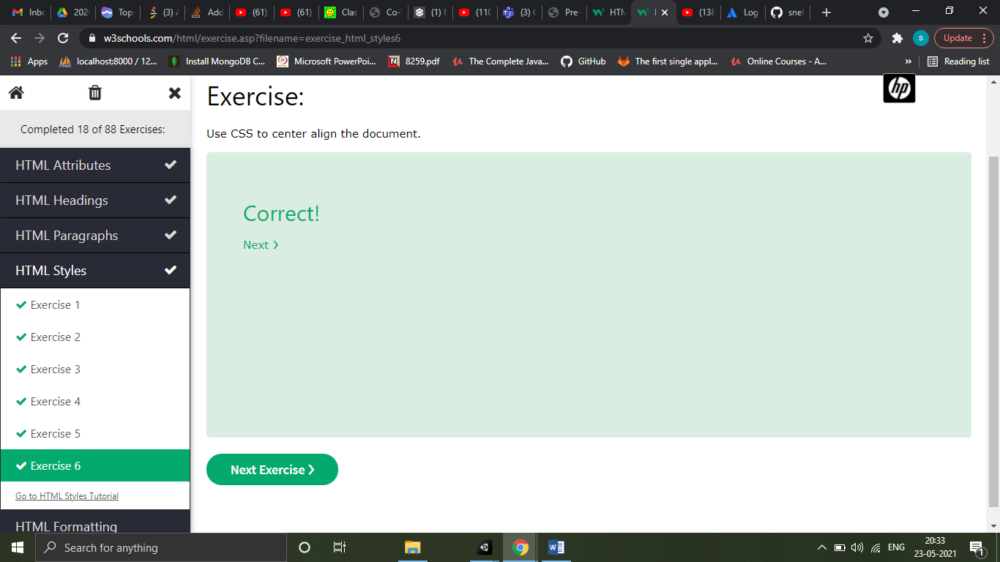 Inbo
202
Top
(3) A
Add
(61)
(61)
Clas
Co-
(1) N
(110
(3) C
Pre-
HTM
(138
Log
snel
w3schools.com/html/exercise.asp?filename=exercise_html_styles6
S
Update
Apps
localhost:8000 / 12...
Install MongoDB C...
Microsoft PowerPoi...
8259.pdf
The Complete Java...
GitHub
The first single appl...
Online Courses - A...
»
Reading list
hp
Completed 18 of 88 Exercises:
HTML Attributes
HTML Headings
HTML Paragraphs
HTML Styles
Exercise 1
Exercise 2
Exercise 3
Exercise 4
Exercise 5
Exercise 6
Go to HTML Styles Tutorial
HTML Formatting
Exercise:
Use CSS to center align the document.
Correct!
Next ❯
Next Exercise ❯
Search for anything
ENG
20:33
23-05-2021
1